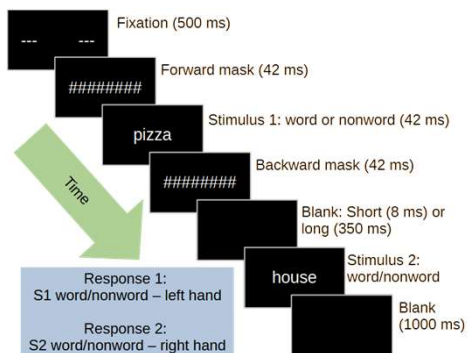 Fixation (500 ms)
--- ---
Forward mask (42 ms)
########
Stimulus 1: word or nonword (42 ms)
pizza
Backward mask (42 ms)
########
Blank: Short (8 ms) or
long (350 ms)
Stimulus 2:
word/nonword
house
Blank
(1000 ms)
Time
Response 1:
S1 word/nonword – left hand
Response 2:
S2 word/nonword – right hand